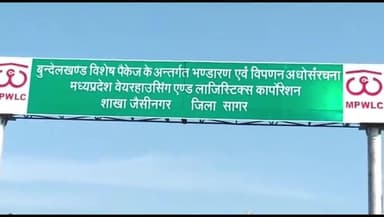 बुन्देलखण्ड विशेष पैकेज के अन्तर्गत भण्डारण एवं विपणन अधोसंरचना
मध्यप्रदेश वेयरहाउसिंग एण्ड लाजिस्टिक्स कार्पोरेशन
शाखा जैसीनगर जिला सागर
MPWLC
MPWLC